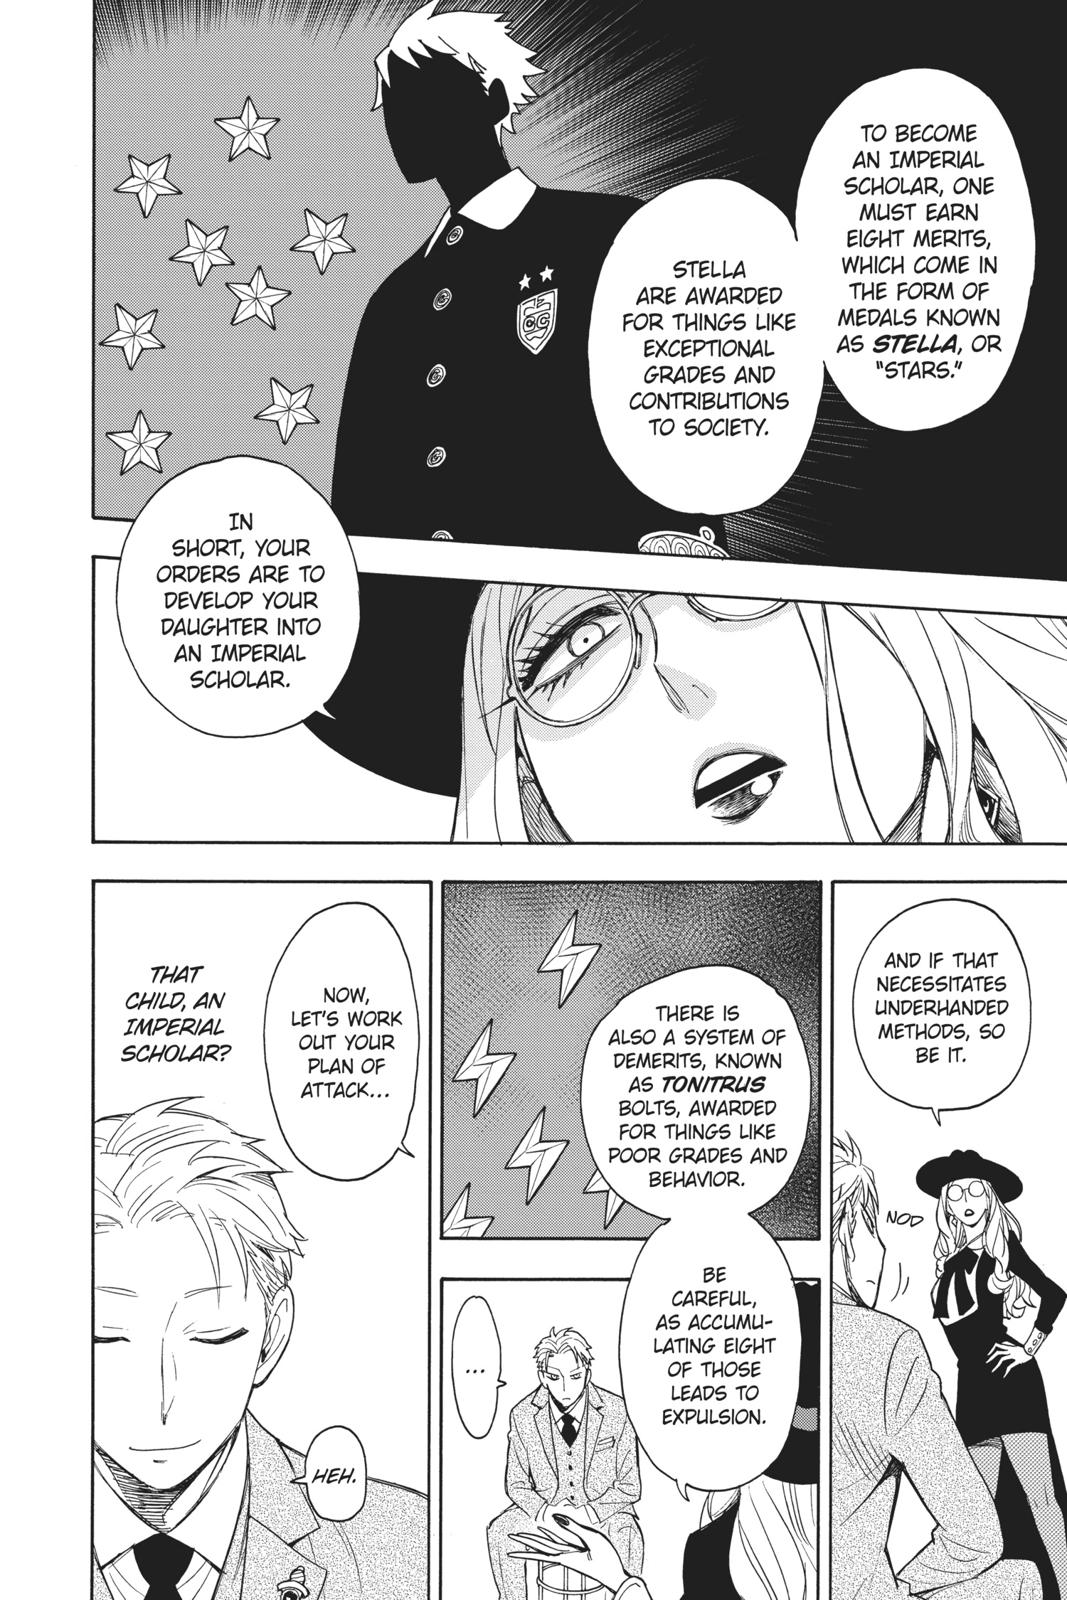 TO BECOME
AN IMPERIAL
SCHOLAR, ONE
MUST EARN
EIGHT MERITS,
WHICH COME IN
THE FORM OF
MEDALS KNOWN
AS STELLA, OR
“STARS.”
STELLA
ARE AWARDED
FOR THINGS LIKE
EXCEPTIONAL
GRADES AND
CONTRIBUTIONS
TO SOCIETY.
IN
SHORT, YOUR
ORDERS ARE TO
DEVELOP YOUR
DAUGHTER INTO
AN IMPERIAL
SCHOLAR.
AND IF THAT
NECESSITATES
UNDERHANDED
METHODS, SO
BE IT.
NOD
THERE IS
ALSO A SYSTEM OF
DEMERITS, KNOWN
AS TONITRUS
BOLTS, AWARDED
FOR THINGS LIKE
POOR GRADES AND
BEHAVIOR.
BE
CAREFUL,
AS ACCUMU-
LATING EIGHT
OF THOSE
LEADS TO
EXPULSION.
...
NOW,
LET'S WORK
OUT YOUR
PLAN OF
ATTACK...
THAT
CHILD, AN
IMPERIAL
SCHOLAR?
HEH.